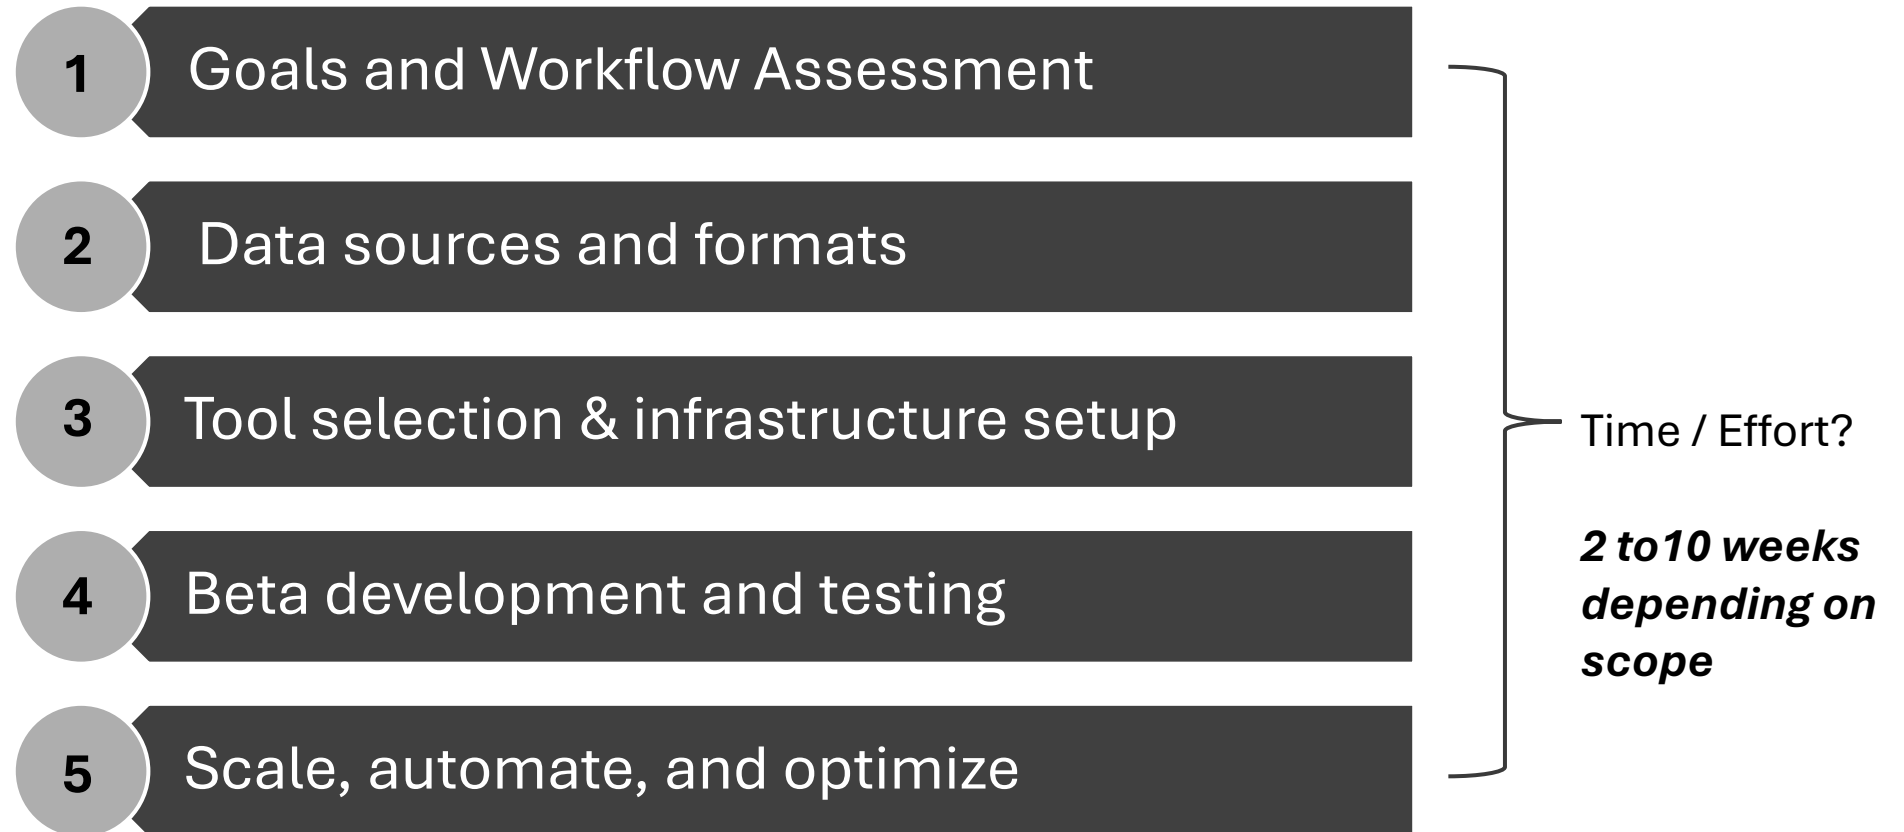 1 Goals and Workflow Assessment
2 Data sources and formats
3 Tool selection & infrastructure setup
4 Beta development and testing
5 Scale, automate, and optimize
Time / Effort?
2 to10 weeks
depending on
scope